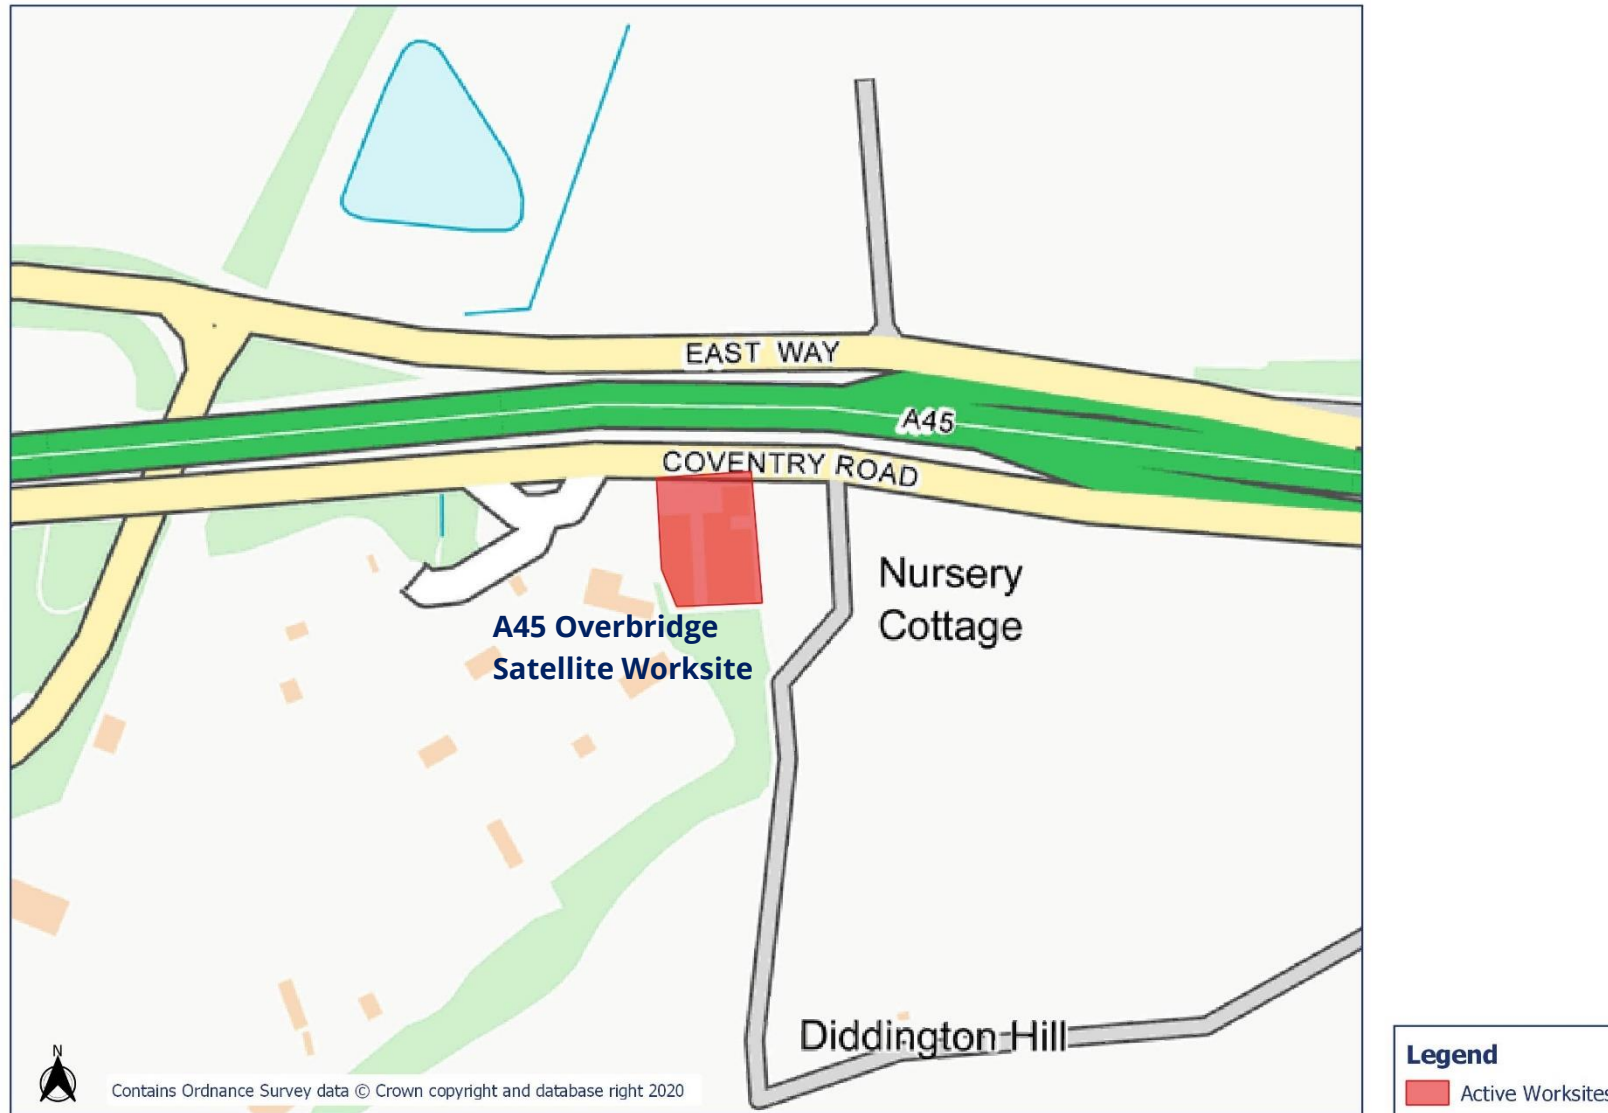 EAST WAY
A45
COVENTRY ROAD
Nursery
Cottage
A45 Overbridge
Satellite Worksite
Diddington Hill
N
Contains Ordnance Survey data © Crown copyright and database right 2020
Legend
Active Worksites